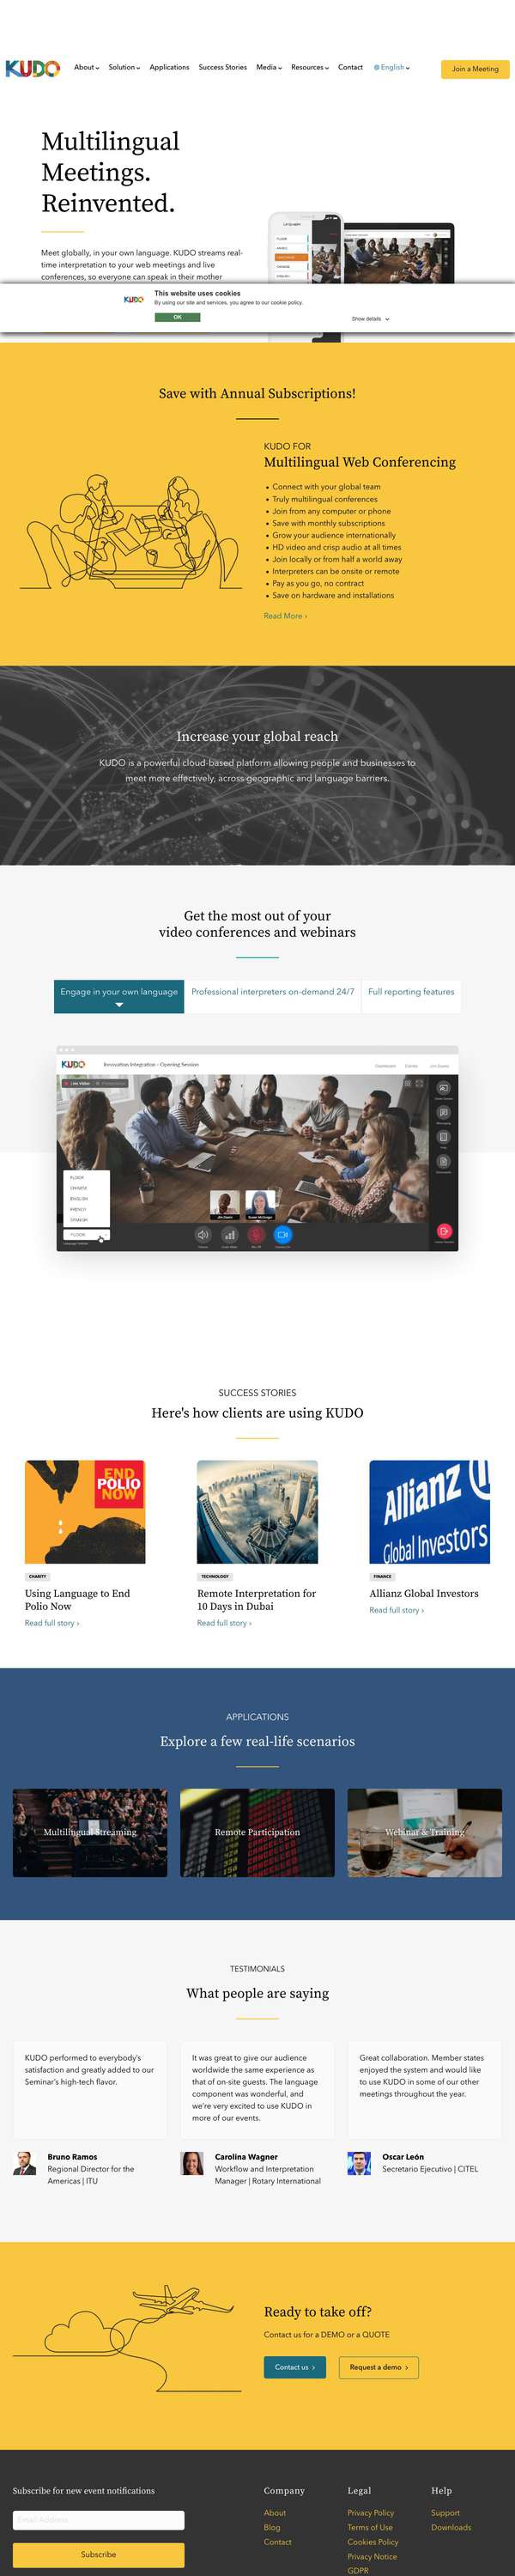 KUDO
About
Solution
Applications
Success Stories
Media
Resources
Contact
English
Join a Meeting
Multilingual
Meetings.
Reinvented.
Meet globally, in your own language. KUDO streams real-
time interpretation to your web meetings and live
conferences, so everyone can speak in their mother
KUDO
This website uses cookies
By using our site and services, you agree to our cookie policy.
OK
Show details
Save with Annual Subscriptions!
KUDO FOR
Multilingual Web Conferencing
• Connect with your global team
• Truly multilingual conferences
• Join from any computer or phone
• Save with monthly subscriptions
• Grow your audience internationally
• HD video and crisp audio at all times
• Join locally or from half a world away
• Interpreters can be onsite or remote
• Pay as you go, no contract
• Save on hardware and installations
Read More ›
Increase your global reach
KUDO is a powerful cloud-based platform allowing people and businesses to
meet more effectively, across geographic and language barriers.
Get the most out of your
video conferences and webinars
Engage in your own language
Professional interpreters on-demand 24/7
Full reporting features
KUDO
Innovation Integration - Opening Session
Live Video
FLOOR
CHINESE
ENGLISH
FRENCH
SPANISH
FLOOR
SUCCESS STORIES
Here's how clients are using KUDO
END
POLIO
NOW
Allianz
Global Investors
CHARITY
TECHNOLOGY
FINANCE
Using Language to End
Polio Now
Read full story ›
Remote Interpretation for
10 Days in Dubai
Read full story ›
Allianz Global Investors
Read full story ›
APPLICATIONS
Explore a few real-life scenarios
Multilingual Streaming
Remote Participation
Webinar & Training
TESTIMONIALS
What people are saying
KUDO performed to everybody's
satisfaction and greatly added to our
Seminar's high-tech flavor.
Bruno Ramos
Regional Director for the
Americas | ITU
It was great to give our audience
worldwide the same experience as
that of on-site guests. The language
component was wonderful, and
we're very excited to use KUDO in
more of our events.
Carolina Wagner
Workflow and Interpretation
Manager | Rotary International
Great collaboration. Member states
enjoyed the system and would like
to use KUDO in some of our other
meetings throughout the year.
Oscar León
Secretario Ejecutivo | CITEL
Ready to take off?
Contact us for a DEMO or a QUOTE
Contact us ›
Request a demo ›
Subscribe for new event notifications
Email Address
Subscribe
Company
About
Blog
Contact
Legal
Privacy Policy
Terms of Use
Cookies Policy
Privacy Notice
GDPR
Help
Support
Downloads